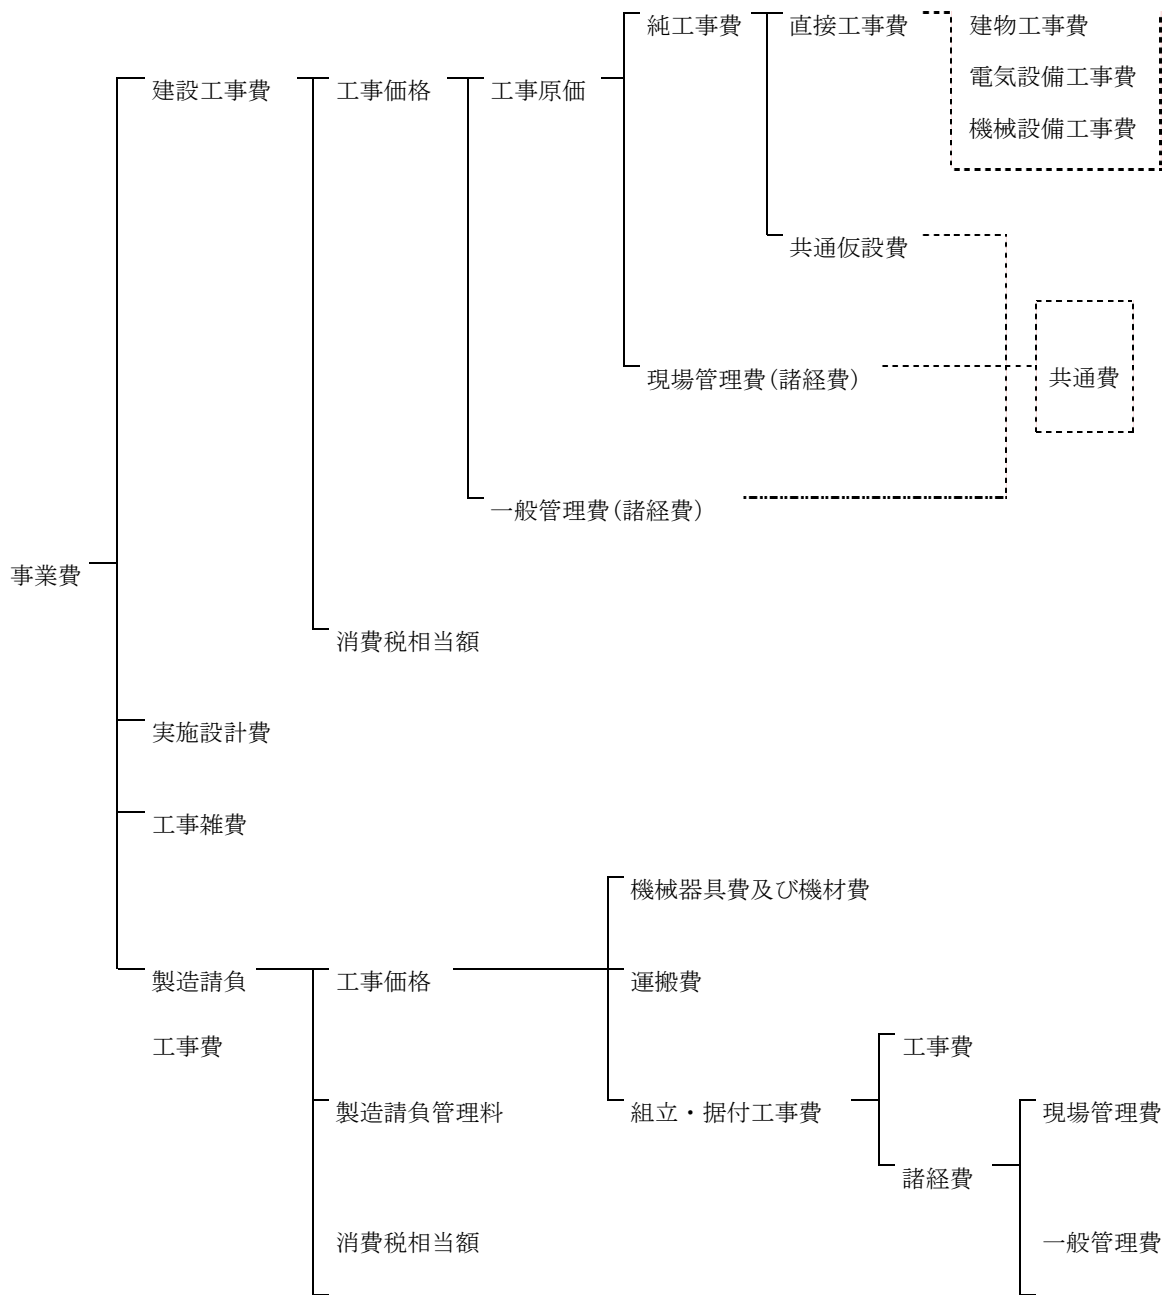 純工事費
直接工事費
建物工事費
建設工事費
工事価格
工事原価
電気設備工事費
機械設備工事費
共通仮設費
現場管理費(諸経費)
共通費
一般管理費(諸経費)
事業費
消費税相当額
実施設計費
工事雑費
機械器具費及び機材費
製造請負
工事費
工事価格
運搬費
工事費
製造請負管理料
組立・据付工事費
現場管理費
諸経費
消費税相当額
一般管理費